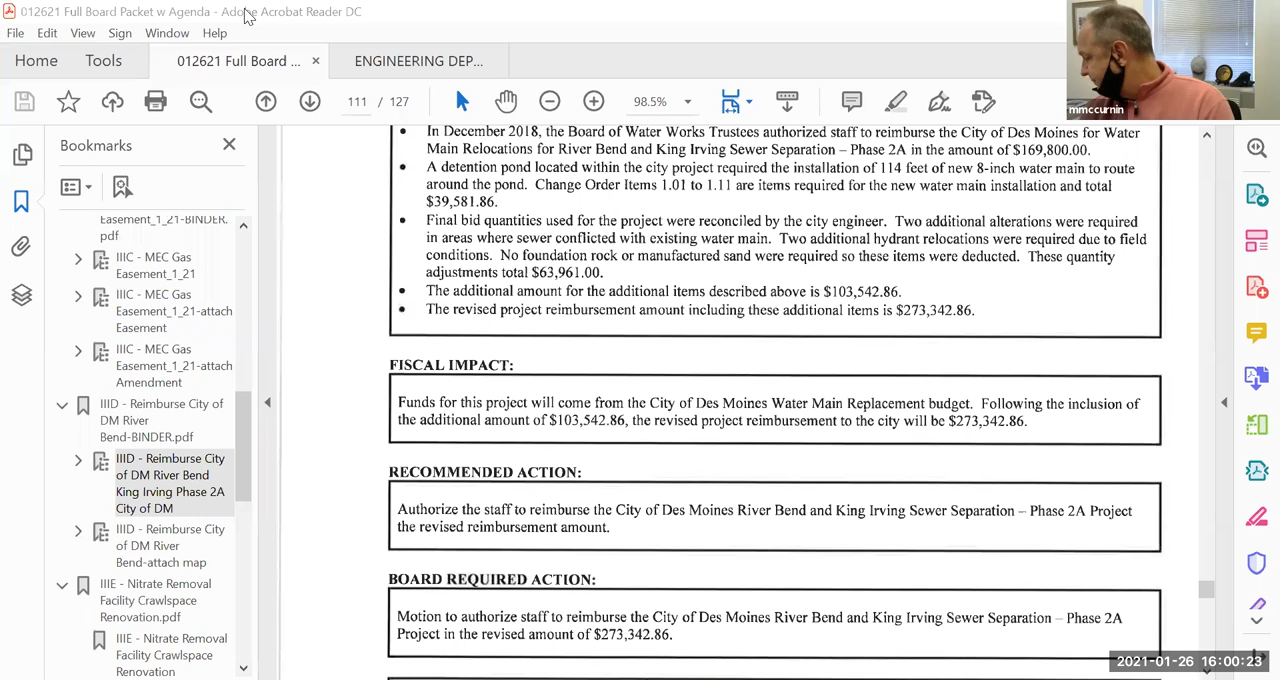 012621 Full Board Packet w Agenda - Adobe Acrobat Reader DC
File Edit View Sign Window Help
Home Tools 012621 Full Board ... × ENGINEERING DEP...
111 / 127 98.5%
mmccurnin
Bookmarks
Easement_1_21-BINDER.
pdf
IIIC - MEC Gas
Easement_1_21
IIIC - MEC Gas
Easement_1_21-attach
Easement
IIIC - MEC Gas
Easement_1_21-attach
Amendment
IIID - Reimburse City of
DM River
Bend-BINDER.pdf
IIID - Reimburse City
of DM River Bend
King Irving Phase 2A
City of DM
IIID - Reimburse City
of DM River
Bend-attach map
IIIE - Nitrate Removal
Facility Crawlspace
Renovation.pdf
IIIE - Nitrate Removal
Facility Crawlspace
Renovation
• In December 2018, the Board of Water Works Trustees authorized staff to reimburse the City of Des Moines for Water
Main Relocations for River Bend and King Irving Sewer Separation – Phase 2A in the amount of $169,800.00.
• A detention pond located within the city project required the installation of 114 feet of new 8-inch water main to route
around the pond. Change Order Items 1.01 to 1.11 are items required for the new water main installation and total
$39,581.86.
• Final bid quantities used for the project were reconciled by the city engineer. Two additional alterations were required
in areas where sewer conflicted with existing water main. Two additional hydrant relocations were required due to field
conditions. No foundation rock or manufactured sand were required so these items were deducted. These quantity
adjustments total $63,961.00.
• The additional amount for the additional items described above is $103,542.86.
• The revised project reimbursement amount including these additional items is $273,342.86.
FISCAL IMPACT:
Funds for this project will come from the City of Des Moines Water Main Replacement budget. Following the inclusion of
the additional amount of $103,542.86, the revised project reimbursement to the city will be $273,342.86.
RECOMMENDED ACTION:
Authorize the staff to reimburse the City of Des Moines River Bend and King Irving Sewer Separation – Phase 2A Project
the revised reimbursement amount.
BOARD REQUIRED ACTION:
Motion to authorize staff to reimburse the City of Des Moines River Bend and King Irving Sewer Separation – Phase 2A
Project in the revised amount of $273,342.86.
2021-01-26 16:00:23